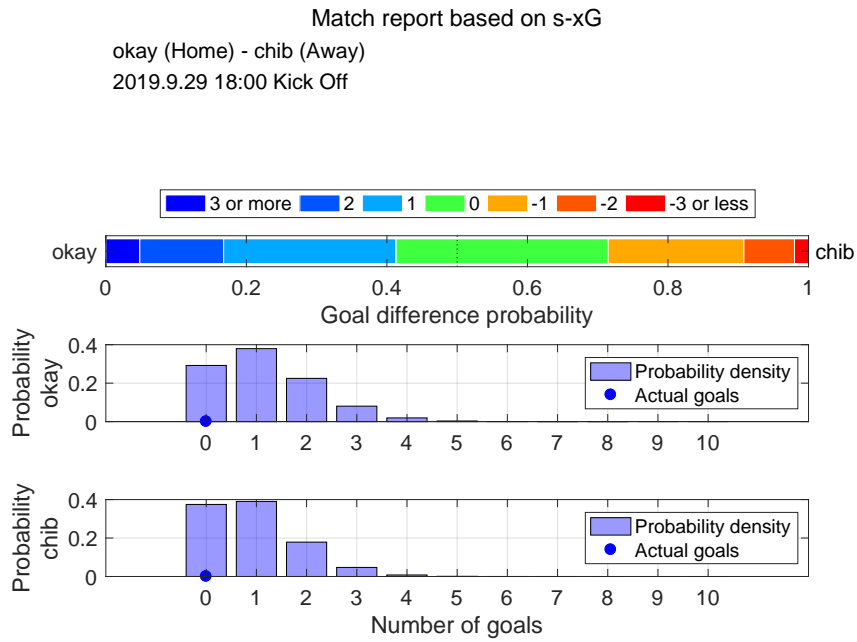 Match report based on s-xG
okay (Home) - chib (Away)
2019.9.29 18:00 Kick Off
3 or more 2 1 0 -1 -2 -3 or less
okay chib
0 0.2 0.4 0.6 0.8 1
Goal difference probability
Probability
okay
0.4
0.2
0
Probability density
Actual goals
0 1 2 3 4 5 6 7 8 9 10
Probability
chib
0.4
0.2
0
Probability density
Actual goals
0 1 2 3 4 5 6 7 8 9 10
Number of goals